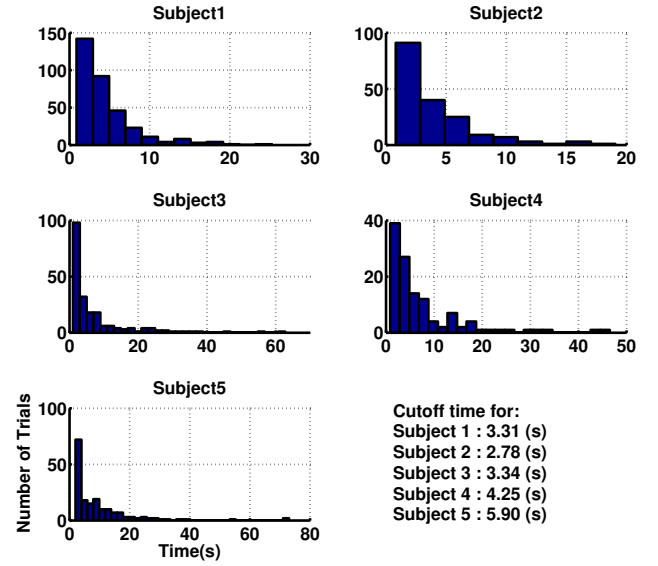 Subject1
150
100
50
0
0 10 20 30
Subject2
100
50
0
0 5 10 15 20
Subject3
100
50
0
0 20 40 60
Subject4
40
20
0
0 10 20 30 40 50
Subject5
Number of Trials
100
50
0
0 20 40 60 80
Time(s)
Cutoff time for:
Subject 1 : 3.31 (s)
Subject 2 : 2.78 (s)
Subject 3 : 3.34 (s)
Subject 4 : 4.25 (s)
Subject 5 : 5.90 (s)